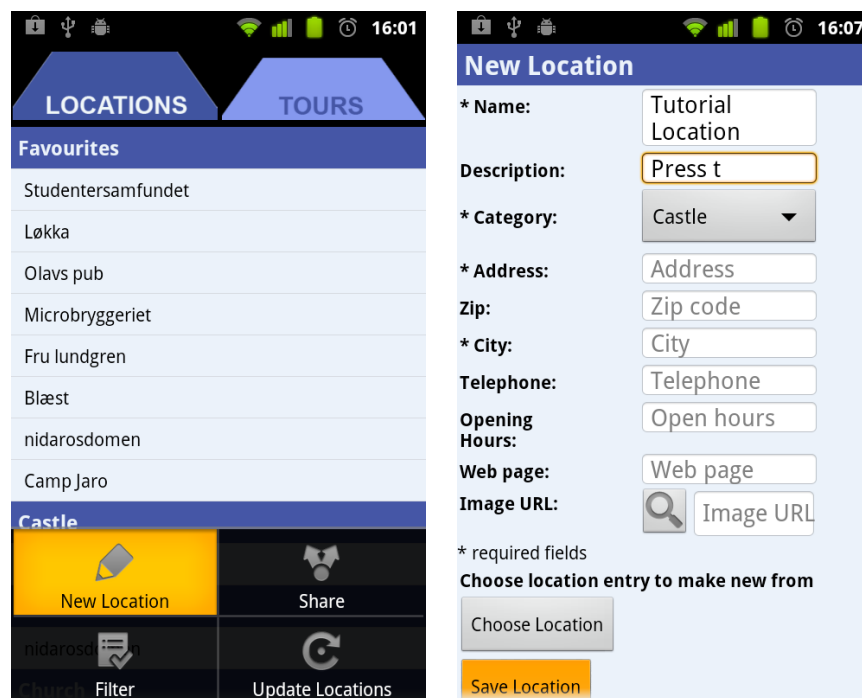 16:01
LOCATIONS
TOURS
Favourites
Studentersamfundet
Løkka
Olavs pub
Microbryggeriet
Fru lundgren
Blæst
nidarosdomen
Camp Jaro
Castle
New Location
Share
nidarosdomen
Church
Filter
Update Locations
16:07
New Location
* Name:
Tutorial
Location
Description:
Press t
* Category:
Castle
* Address:
Address
Zip:
Zip code
* City:
City
Telephone:
Telephone
Opening
Hours:
Open hours
Web page:
Web page
Image URL:
Image URL
* required fields
Choose location entry to make new from
Choose Location
Save Location